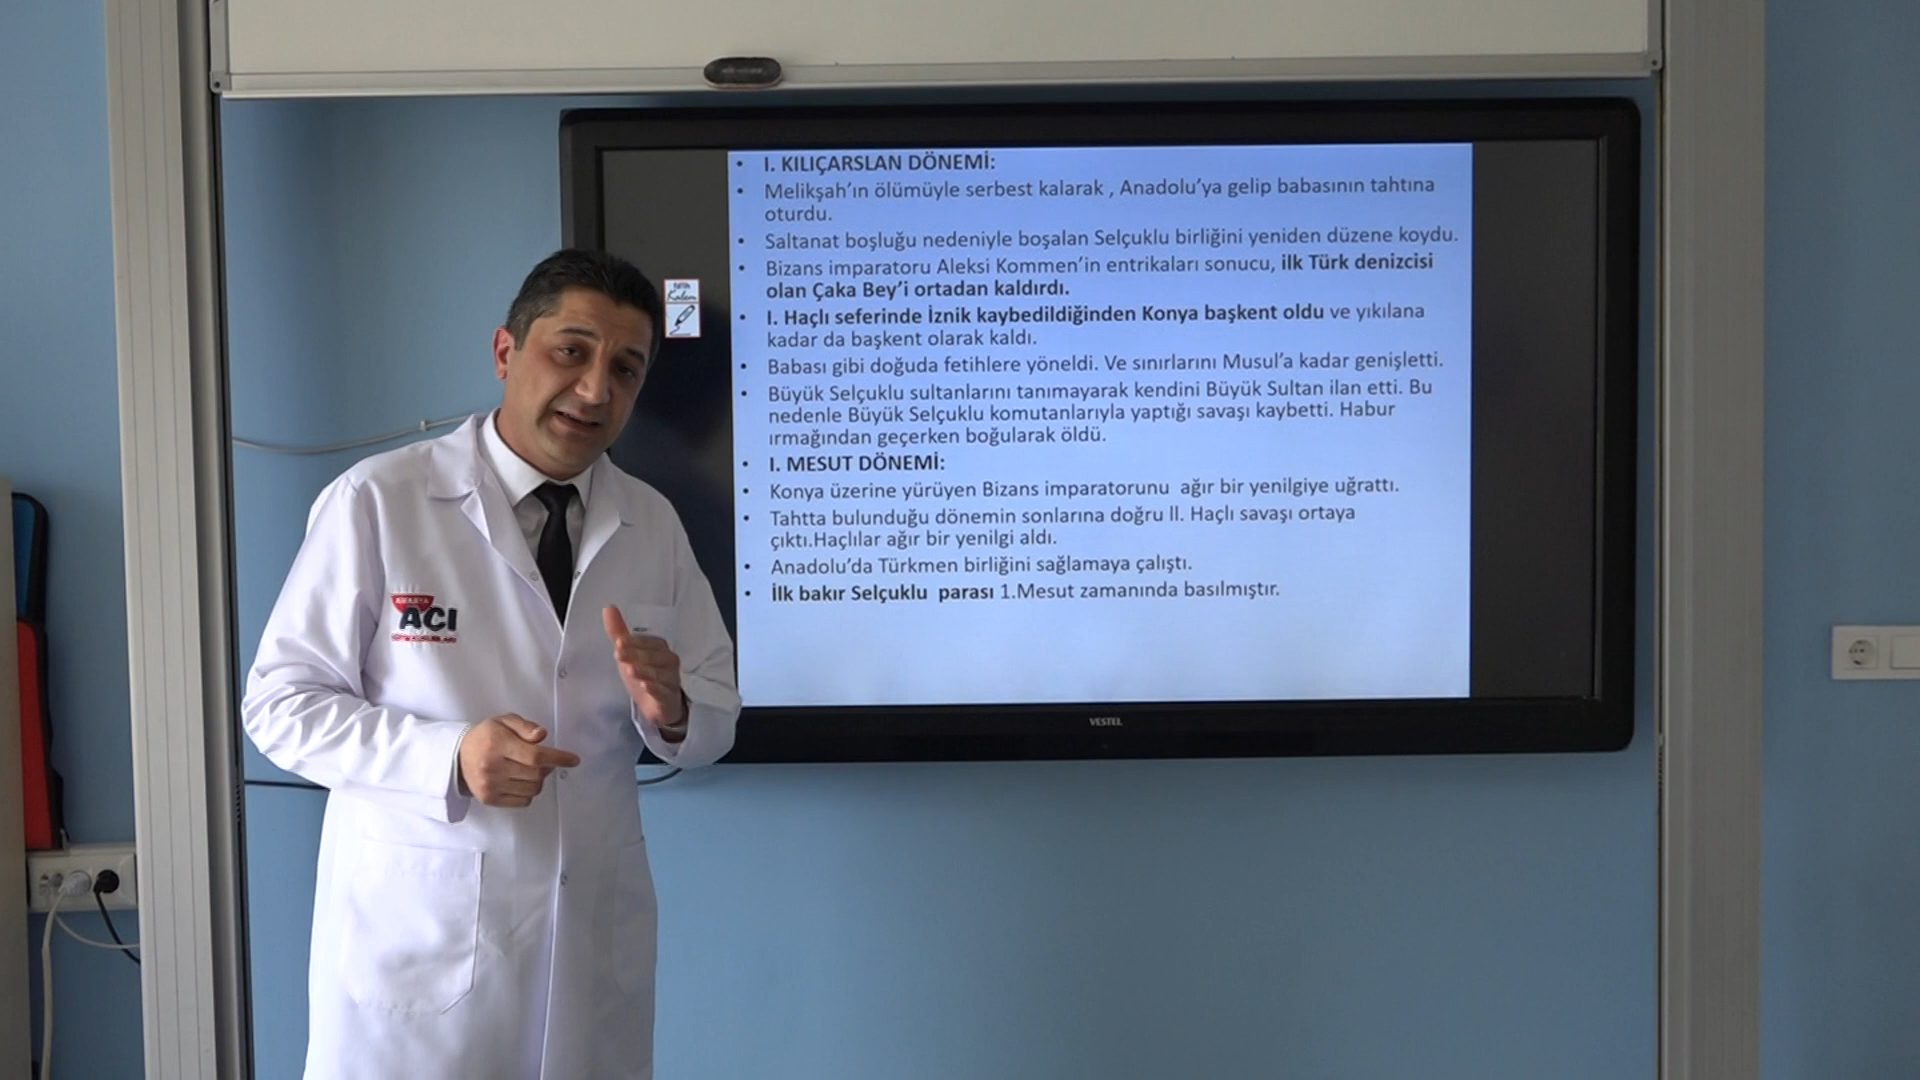 I. KILIÇARSLAN DÖNEMİ:
Melikşah'ın ölümüyle serbest kalarak , Anadolu'ya gelip babasının tahtına
oturdu.
Saltanat boşluğu nedeniyle boşalan Selçuklu birliğini yeniden düzene koydu.
Bizans imparatoru Aleksi Kommen'in entrikaları sonucu, ilk Türk denizcisi
olan Çaka Bey'i ortadan kaldırdı.
I. Haçlı seferinde İznik kaybedildiğinden Konya başkent oldu ve yıkılana
kadar da başkent olarak kaldı.
Babası gibi doğuda fetihlere yöneldi. Ve sınırlarını Musul'a kadar genişletti.
Büyük Selçuklu sultanlarını tanımayarak kendini Büyük Sultan ilan etti. Bu
nedenle Büyük Selçuklu komutanlarıyla yaptığı savaşı kaybetti. Habur
ırmağından geçerken boğularak öldü.
I. MESUT DÖNEMİ:
Konya üzerine yürüyen Bizans imparatorunu ağır bir yenilgiye uğrattı.
Tahtta bulunduğu dönemin sonlarına doğru II. Haçlı savaşı ortaya
çıktı.Haçlılar ağır bir yenilgi aldı.
Anadolu'da Türkmen birliğini sağlamaya çalıştı.
İlk bakır Selçuklu parası 1.Mesut zamanında basılmıştır.
Kalem
VESTEL
AÇI